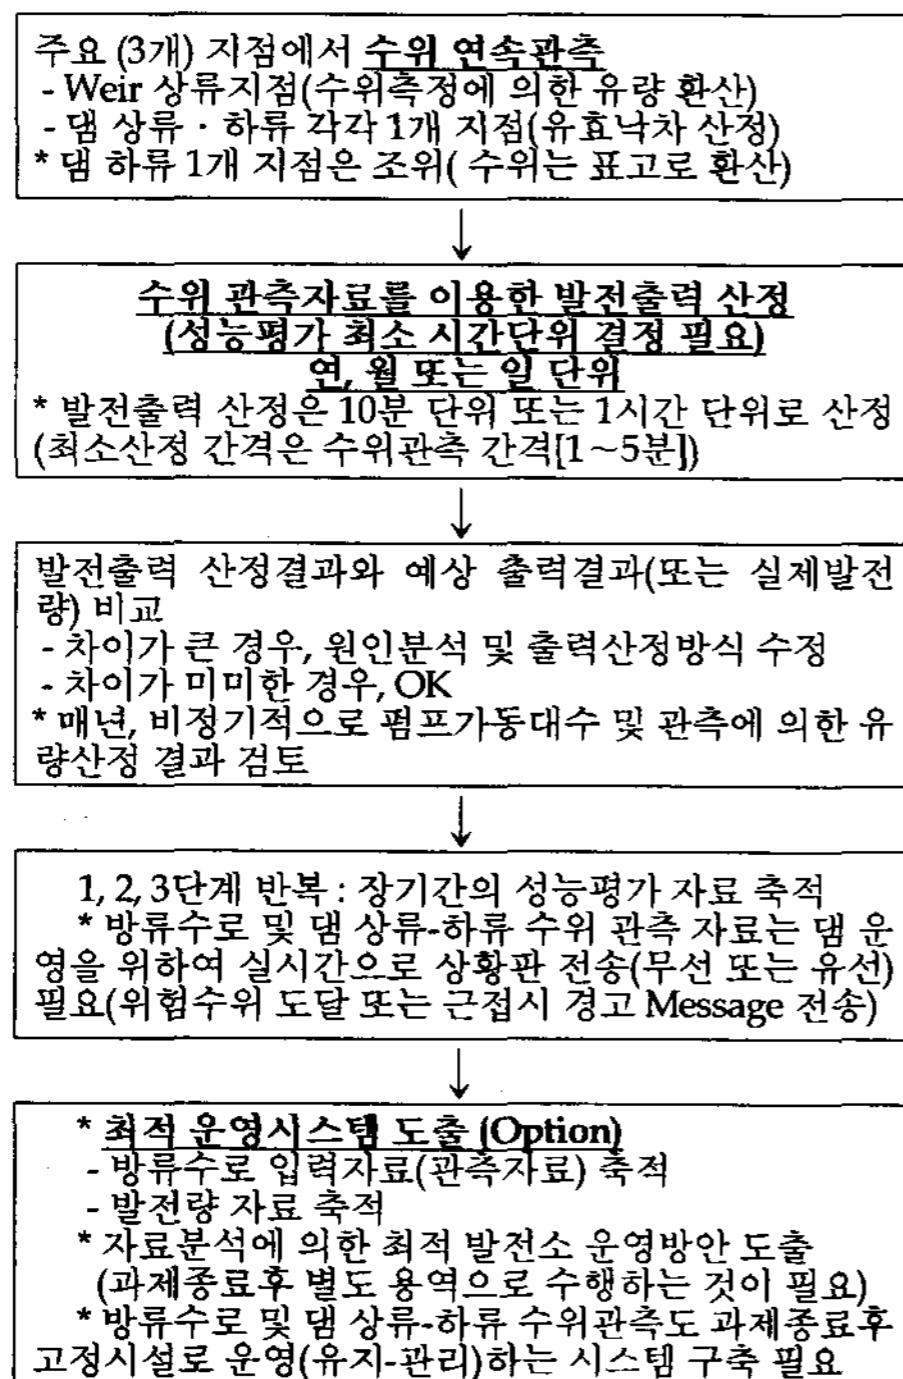 주요 (3개) 지점에서 수위 연속관측
- Weir 상류지점(수위측정에 의한 유량 환산)
- 댐 상류 · 하류 각각 1개 지점(유효낙차 산정)
* 댐 하류 1개 지점은 조위( 수위는 표고로 환산)
↓
수위 관측자료를 이용한 발전출력 산정
(성능평가 최소 시간단위 결정 필요)
연, 월 또는 일 단위
* 발전출력 산정은 10분 단위 또는 1시간 단위로 산정
(최소산정 간격은 수위관측 간격[1~5분])
↓
발전출력 산정결과와 예상 출력결과(또는 실제발전
량) 비교
- 차이가 큰 경우, 원인분석 및 출력산정방식 수정
- 차이가 미미한 경우, OK
* 매년, 비정기적으로 펌프가동대수 및 관측에 의한 유
량산정 결과 검토
↓
1, 2, 3단계 반복 : 장기간의 성능평가 자료 축적
* 방류수로 및 댐 상류-하류 수위 관측 자료는 댐 운
영을 위하여 실시간으로 상황판 전송(무선 또는 유선)
필요(위험수위 도달 또는 근접시 경고 Message 전송)
↓
* 최적 운영시스템 도출 (Option)
- 방류수로 입력자료(관측자료) 축적
- 발전량 자료 축적
* 자료분석에 의한 최적 발전소 운영방안 도출
(과제종료후 별도 용역으로 수행하는 것이 필요)
* 방류수로 및 댐 상류-하류 수위관측도 과제종료후
고정시설로 운영(유지-관리)하는 시스템 구축 필요